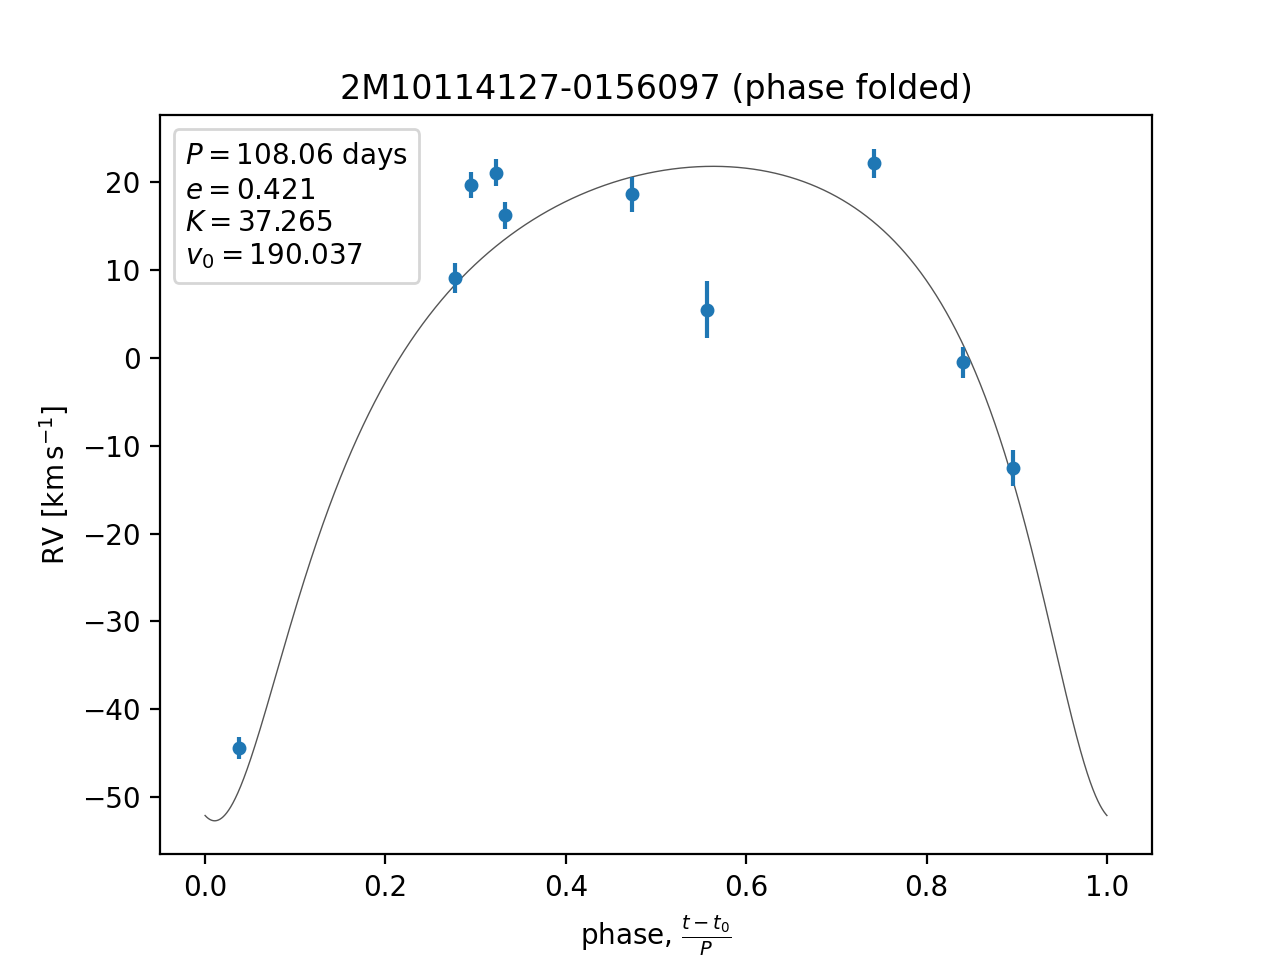 2M10114127-0156097 (phase folded)
P = 108.06 days
e = 0.421
K = 37.265
v₀ = 190.037
20
10
0
−10
−20
−30
−40
−50
RV [km s⁻¹]
0.0 0.2 0.4 0.6 0.8 1.0
phase, (t − t₀)/P